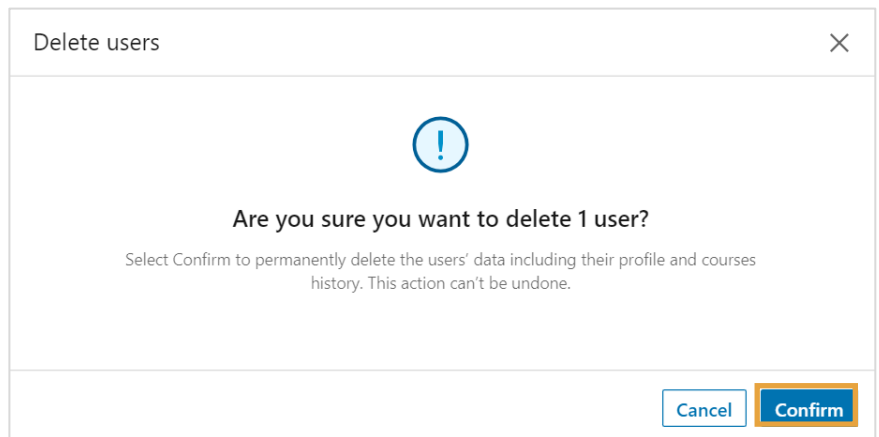 Delete users
Are you sure you want to delete 1 user?
Select Confirm to permanently delete the users’ data including their profile and courses
history. This action can’t be undone.
Cancel
Confirm